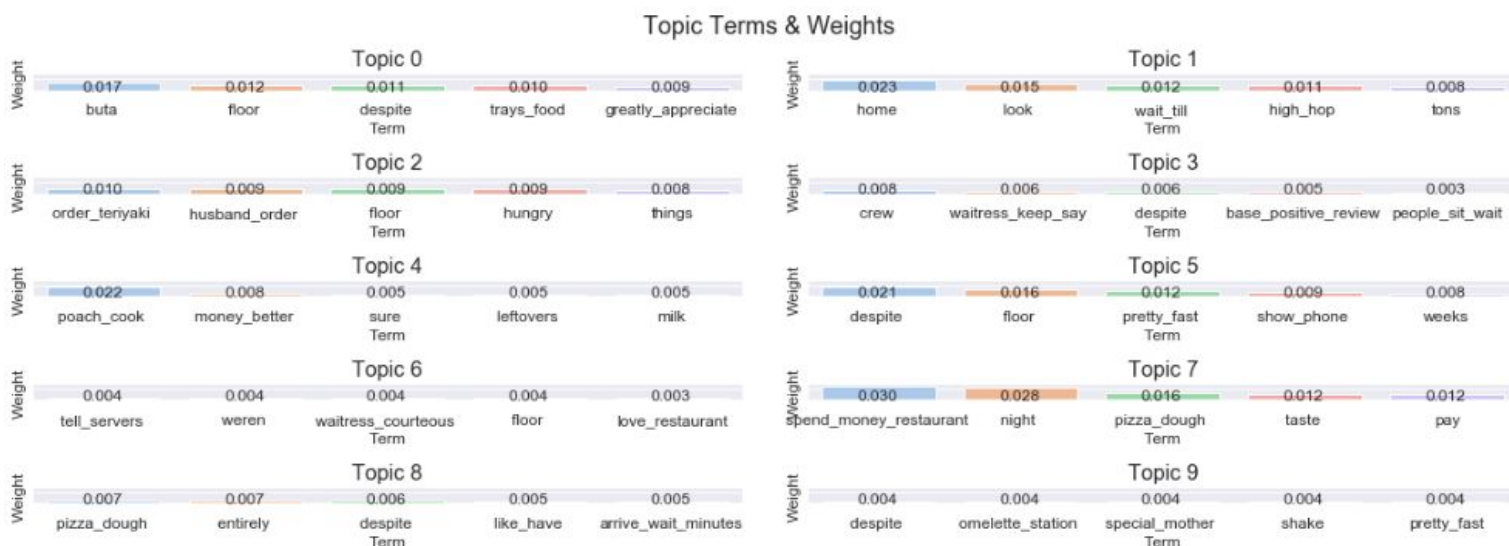 Topic Terms & Weights
Topic 0
Weight
0.017 0.012 0.011 0.010 0.009
buta floor despite trays_food greatly_appreciate
Term
Topic 1
Weight
0.023 0.015 0.012 0.011 0.008
home look wait_till high_hop tons
Term
Topic 2
Weight
0.010 0.009 0.009 0.009 0.008
order_teriyaki husband_order floor hungry things
Term
Topic 3
Weight
0.008 0.006 0.006 0.005 0.003
crew waitress_keep_say despite base_positive_review people_sit_wait
Term
Topic 4
Weight
0.022 0.008 0.005 0.005 0.005
poach_cook money_better sure leftovers milk
Term
Topic 5
Weight
0.021 0.016 0.012 0.009 0.008
despite floor pretty_fast show_phone weeks
Term
Topic 6
Weight
0.004 0.004 0.004 0.004 0.003
tell_servers weren waitress_courteous floor love_restaurant
Term
Topic 7
Weight
0.030 0.028 0.016 0.012 0.012
spend_money_restaurant night pizza_dough taste pay
Term
Topic 8
Weight
0.007 0.007 0.006 0.005 0.005
pizza_dough entirely despite like_have arrive_wait_minutes
Term
Topic 9
Weight
0.004 0.004 0.004 0.004 0.004
despite omelette_station special_mother shake pretty_fast
Term